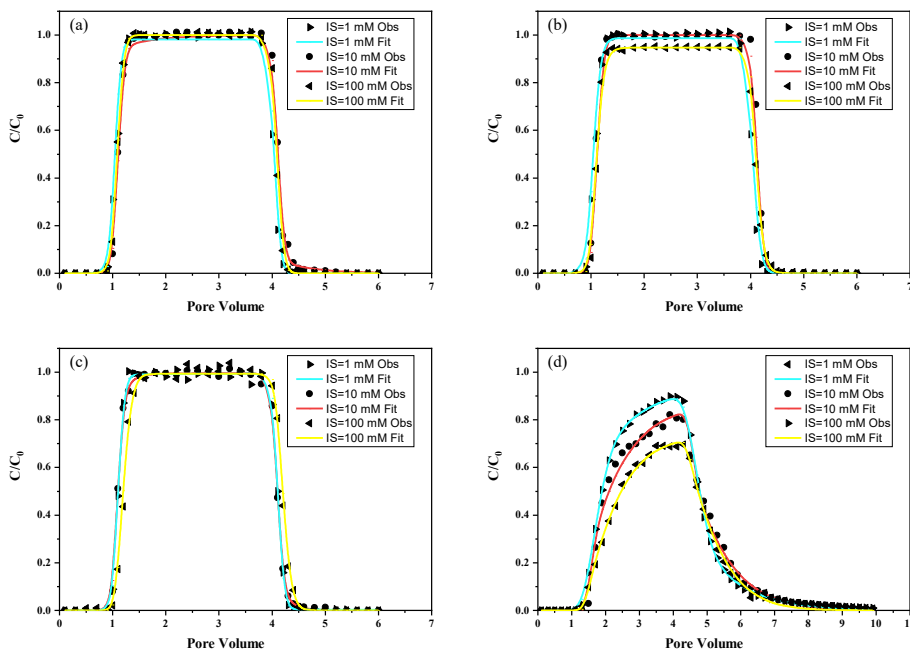 (a)
IS=1 mM Obs
IS=1 mM Fit
IS=10 mM Obs
IS=10 mM Fit
IS=100 mM Obs
IS=100 mM Fit
1.0
0.8
0.6
0.4
0.2
0.0
C/C0
0 1 2 3 4 5 6 7
Pore Volume
(b)
IS=1 mM Obs
IS=1 mM Fit
IS=10 mM Obs
IS=10 mM Fit
IS=100 mM Obs
IS=100 mM Fit
1.0
0.8
0.6
0.4
0.2
0.0
C/C0
0 1 2 3 4 5 6 7
Pore Volume
(c)
IS=1 mM Obs
IS=1 mM Fit
IS=10 mM Obs
IS=10 mM Fit
IS=100 mM Obs
IS=100 mM Fit
1.0
0.8
0.6
0.4
0.2
0.0
C/C0
0 1 2 3 4 5 6 7
Pore Volume
(d)
IS=1 mM Obs
IS=1 mM Fit
IS=10 mM Obs
IS=10 mM Fit
IS=100 mM Obs
IS=100 mM Fit
1.0
0.8
0.6
0.4
0.2
0.0
C/C0
0 1 2 3 4 5 6 7 8 9 10 11
Pore Volume